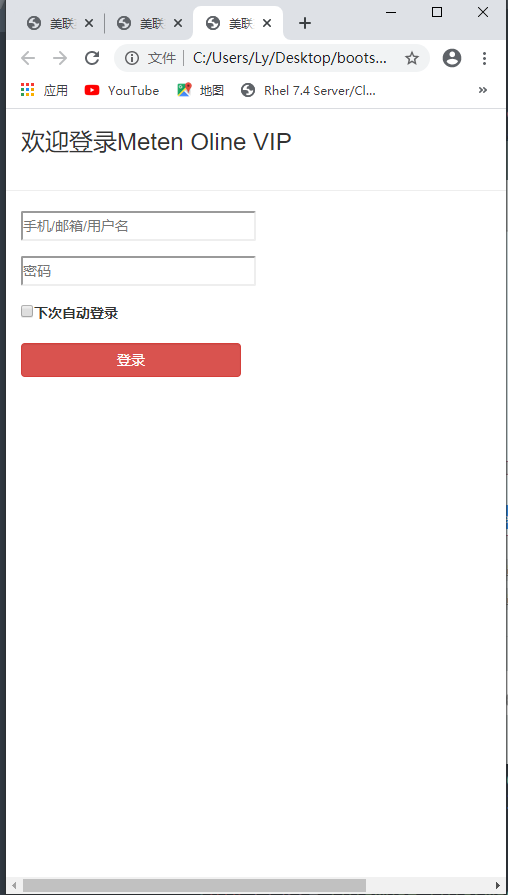 美联
美联
美联
文件
C:/Users/Ly/Desktop/boots...
应用
YouTube
地图
Rhel 7.4 Server/Cl...
»
欢迎登录Meten Oline VIP
手机/邮箱/用户名
密码
下次自动登录
登录